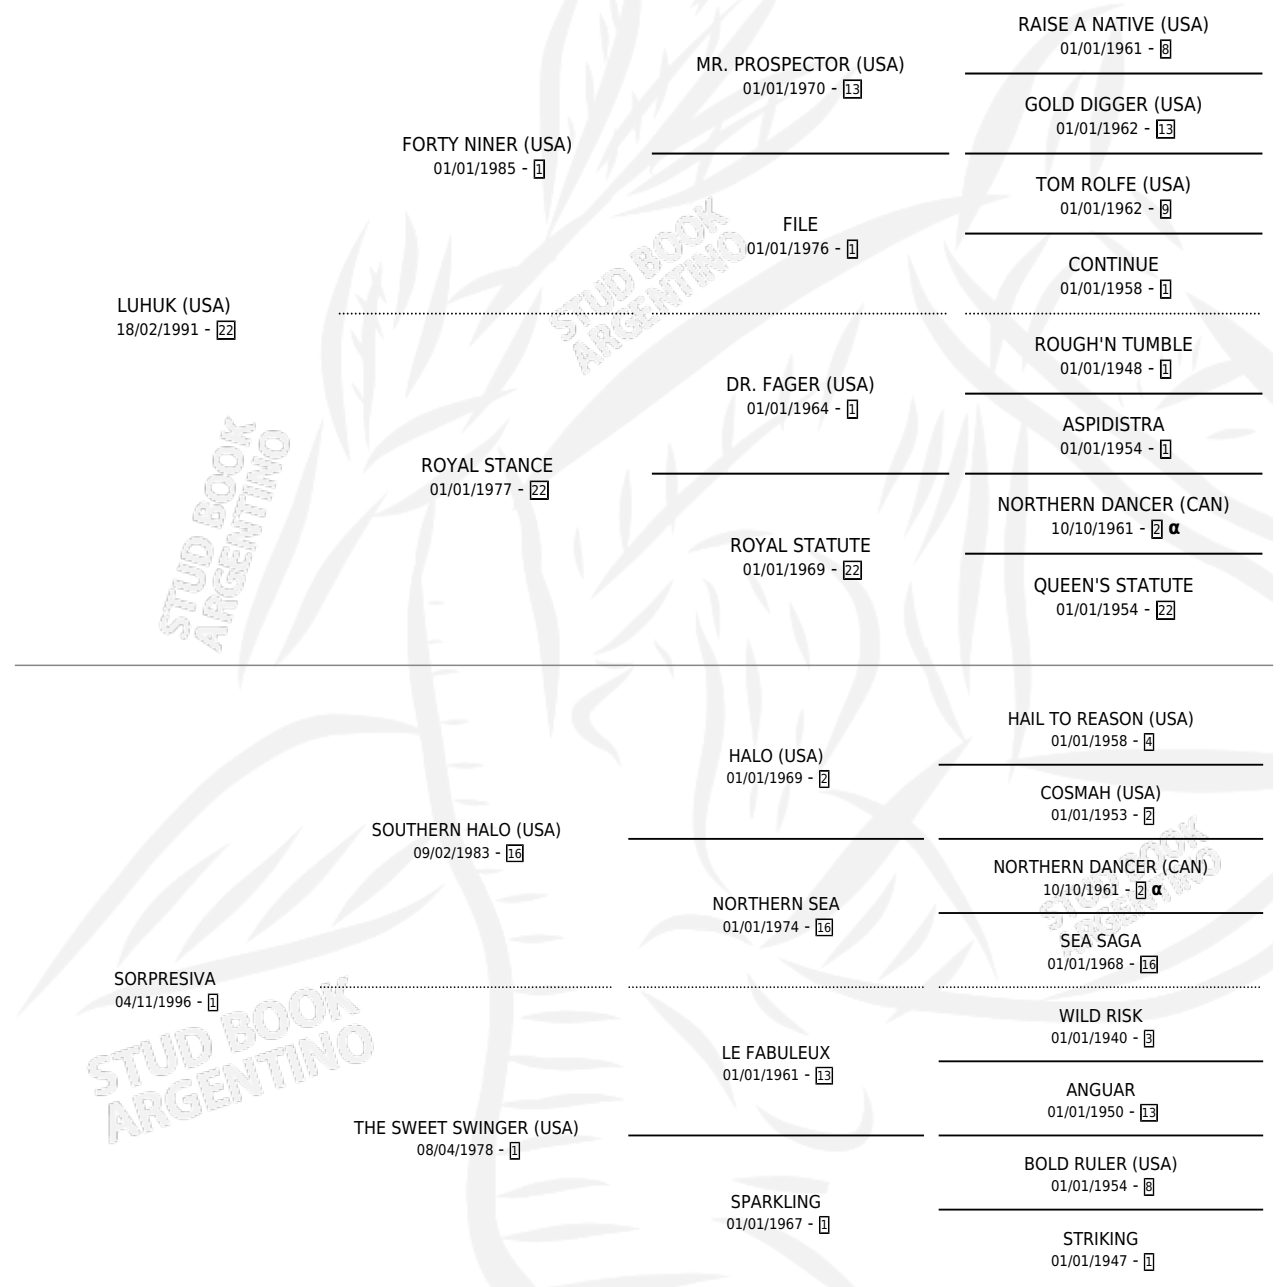 RAISE A NATIVE (USA)
01/01/1961 - 8
MR. PROSPECTOR (USA)
01/01/1970 - 13
GOLD DIGGER (USA)
01/01/1962 - 13
FORTY NINER (USA)
01/01/1985 - 1
TOM ROLFE (USA)
01/01/1962 - 9
FILE
01/01/1976 - 1
CONTINUE
01/01/1958 - 1
LUHUK (USA)
18/02/1991 - 22
ROUGH'N TUMBLE
01/01/1948 - 1
DR. FAGER (USA)
01/01/1964 - 1
ASPIDISTRA
01/01/1954 - 1
ROYAL STANCE
01/01/1977 - 22
NORTHERN DANCER (CAN)
10/10/1961 - 2 α
ROYAL STATUTE
01/01/1969 - 22
QUEEN'S STATUTE
01/01/1954 - 22
HAIL TO REASON (USA)
01/01/1958 - 4
HALO (USA)
01/01/1969 - 2
COSMAH (USA)
01/01/1953 - 2
SOUTHERN HALO (USA)
09/02/1983 - 16
NORTHERN DANCER (CAN)
10/10/1961 - 2 α
NORTHERN SEA
01/01/1974 - 16
SEA SAGA
01/01/1968 - 16
SORPRESIVA
04/11/1996 - 1
WILD RISK
01/01/1940 - 3
LE FABULEUX
01/01/1961 - 13
ANGUAR
01/01/1950 - 13
THE SWEET SWINGER (USA)
08/04/1978 - 1
BOLD RULER (USA)
01/01/1954 - 8
SPARKLING
01/01/1967 - 1
STRIKING
01/01/1947 - 1
STUD BOOK
ARGENTINO
STUD BOOK
ARGENTINO
STUD BOOK
ARGENTINO
STUD BOOK
ARGENTINO